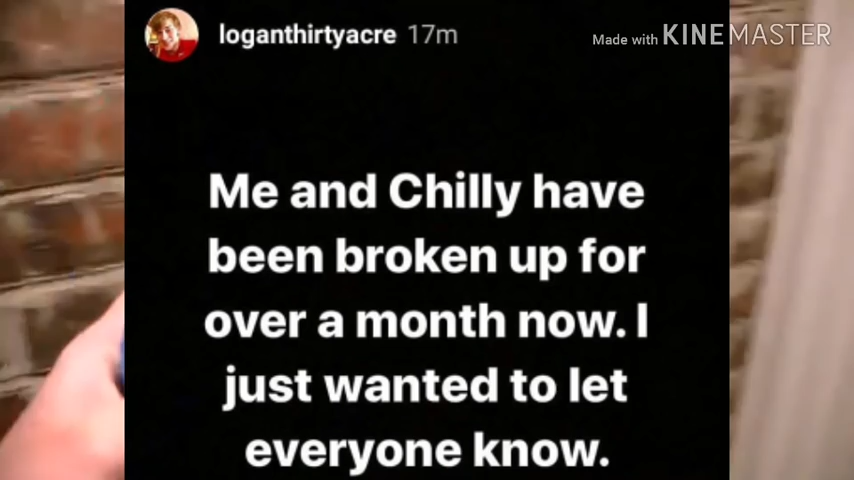 loganthirtyacre 17m
Made with KINEMASTER
Me and Chilly have
been broken up for
over a month now. I
just wanted to let
everyone know.